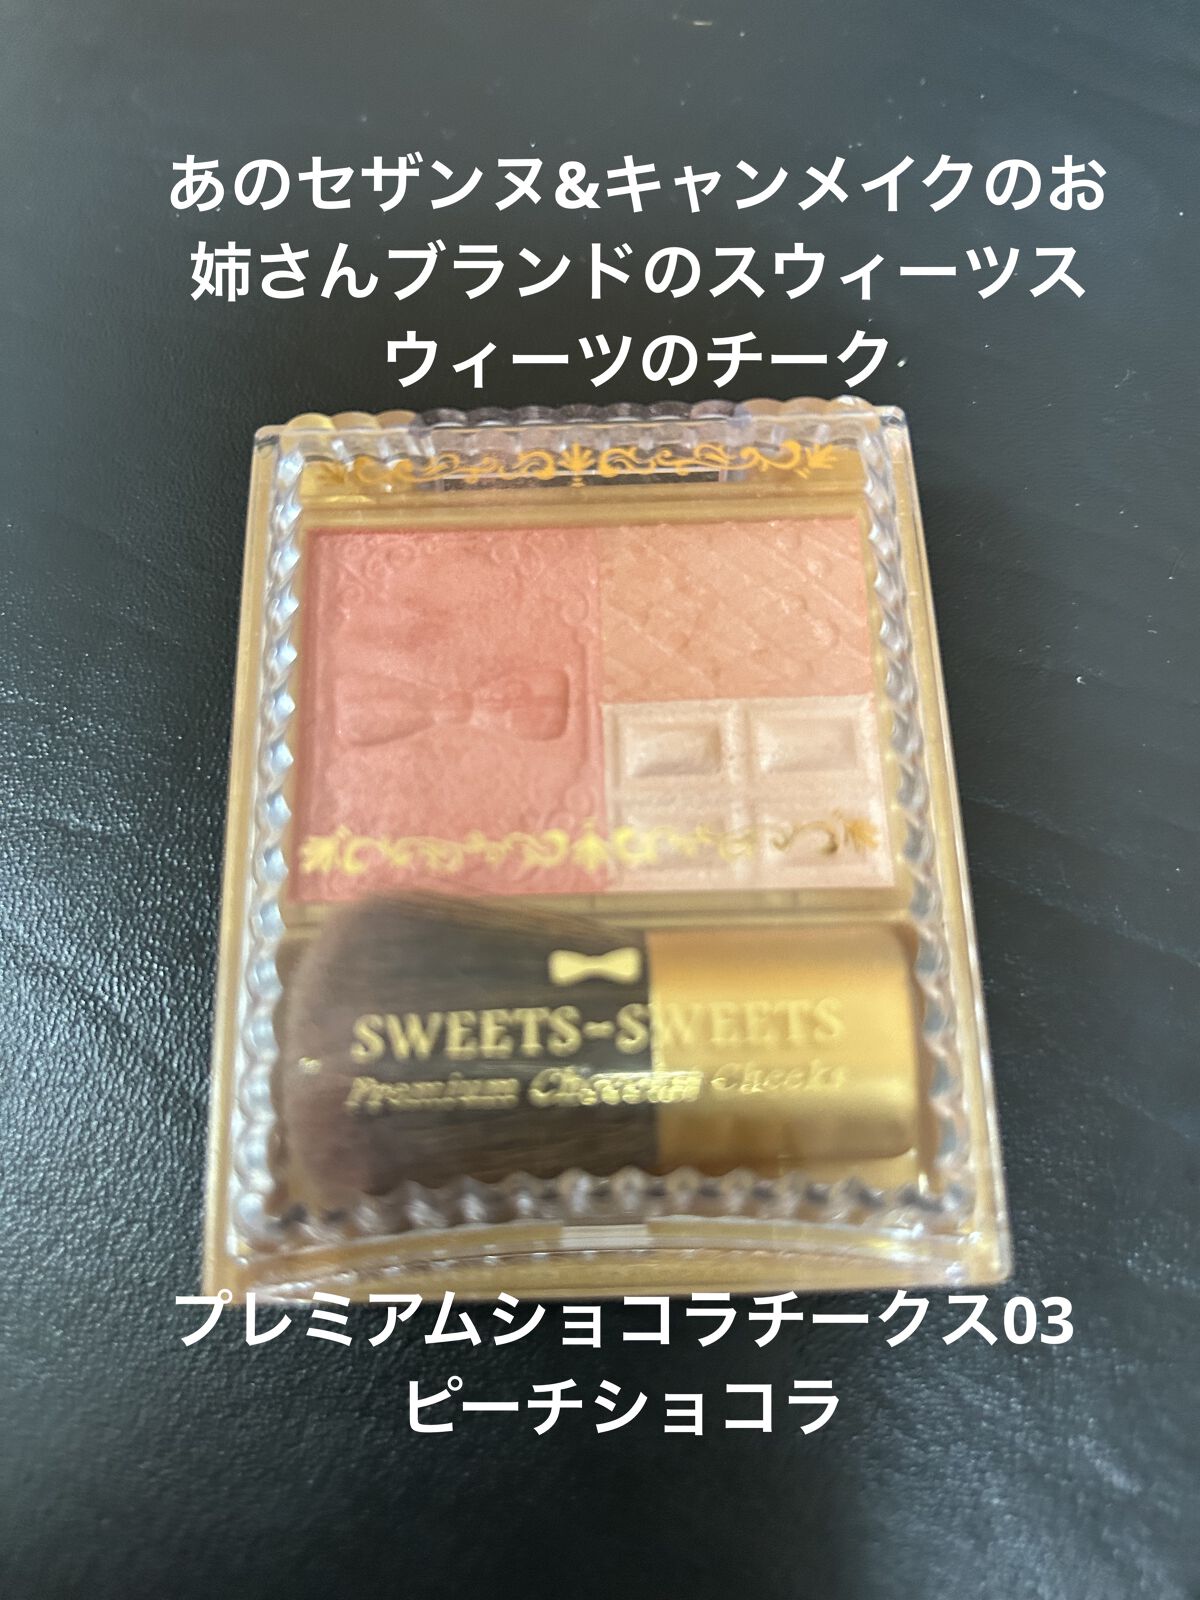 あのセザンヌ&キャンメイクのお
姉さんブランドのスウィーツス
ウィーツのチーク
SWEETS~SWEETS
Premium Chocolat Cheeks
プレミアムショコラチークス03
ピーチショコラ